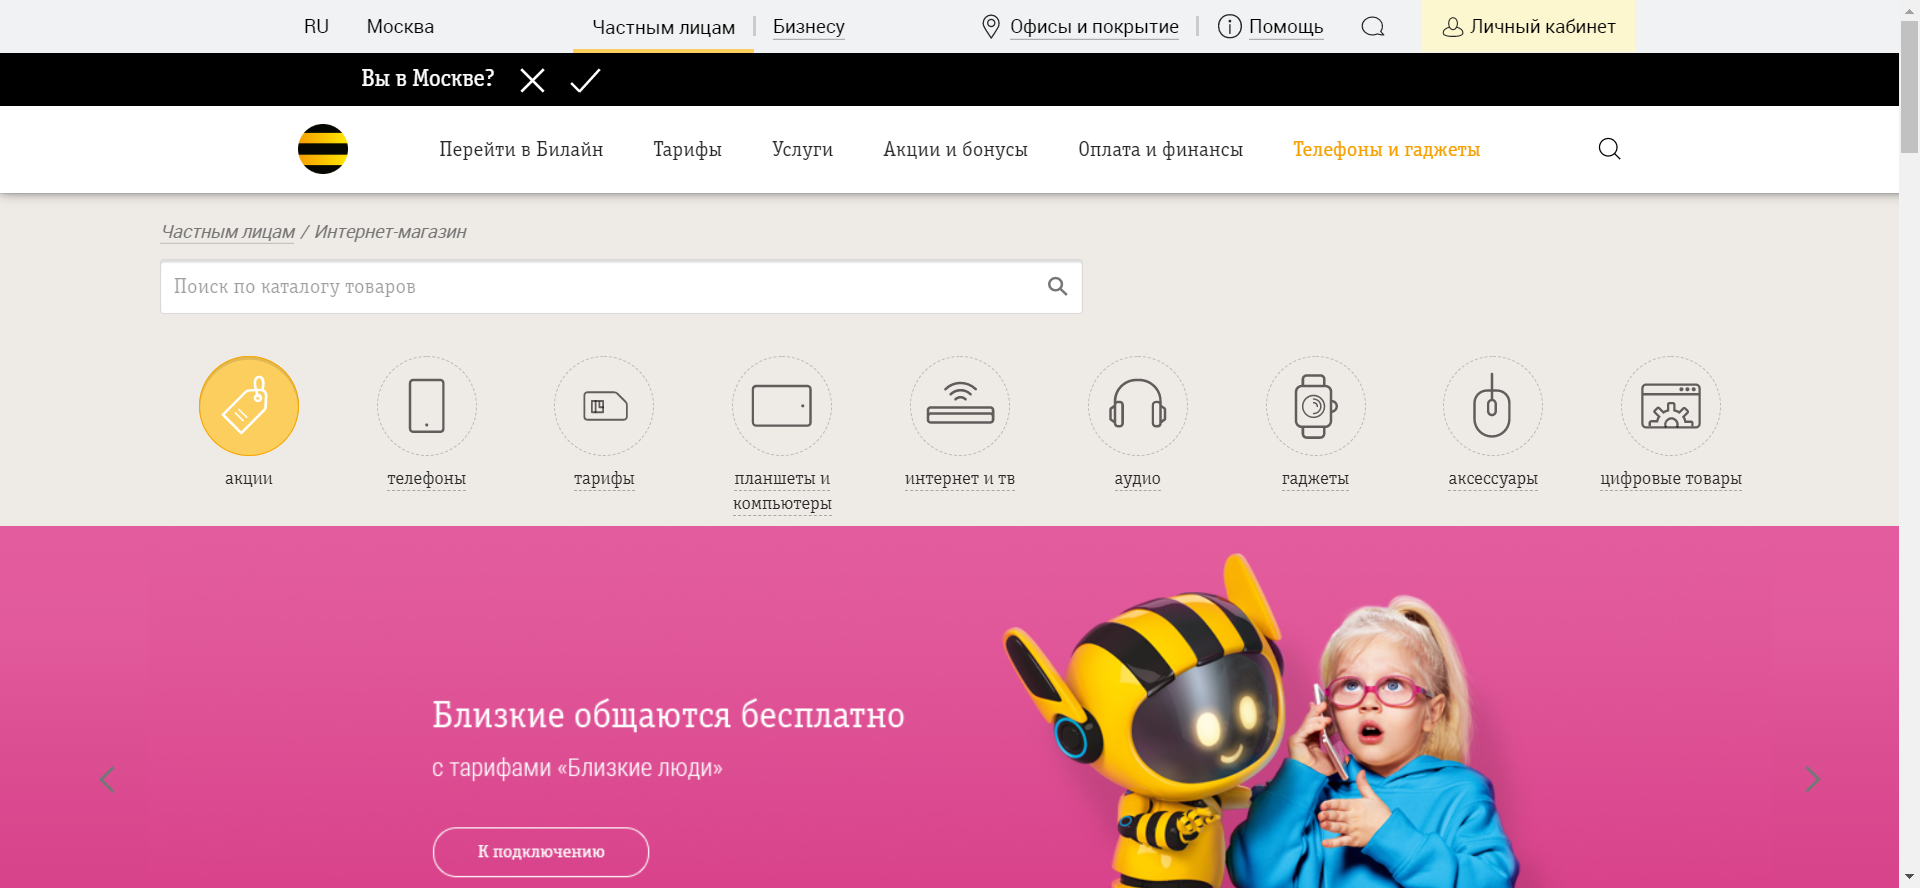 RU Москва Частным лицам Бизнесу Офисы и покрытие Помощь Личный кабинет
Вы в Москве?
Перейти в Билайн Тарифы Услуги Акции и бонусы Оплата и финансы Телефоны и гаджеты
Частным лицам / Интернет-магазин
Поиск по каталогу товаров
акции телефоны тарифы планшеты и интернет и тв аудио гаджеты аксессуары цифровые товары
компьютеры
Близкие общаются бесплатно
с тарифами «Близкие люди»
К подключению